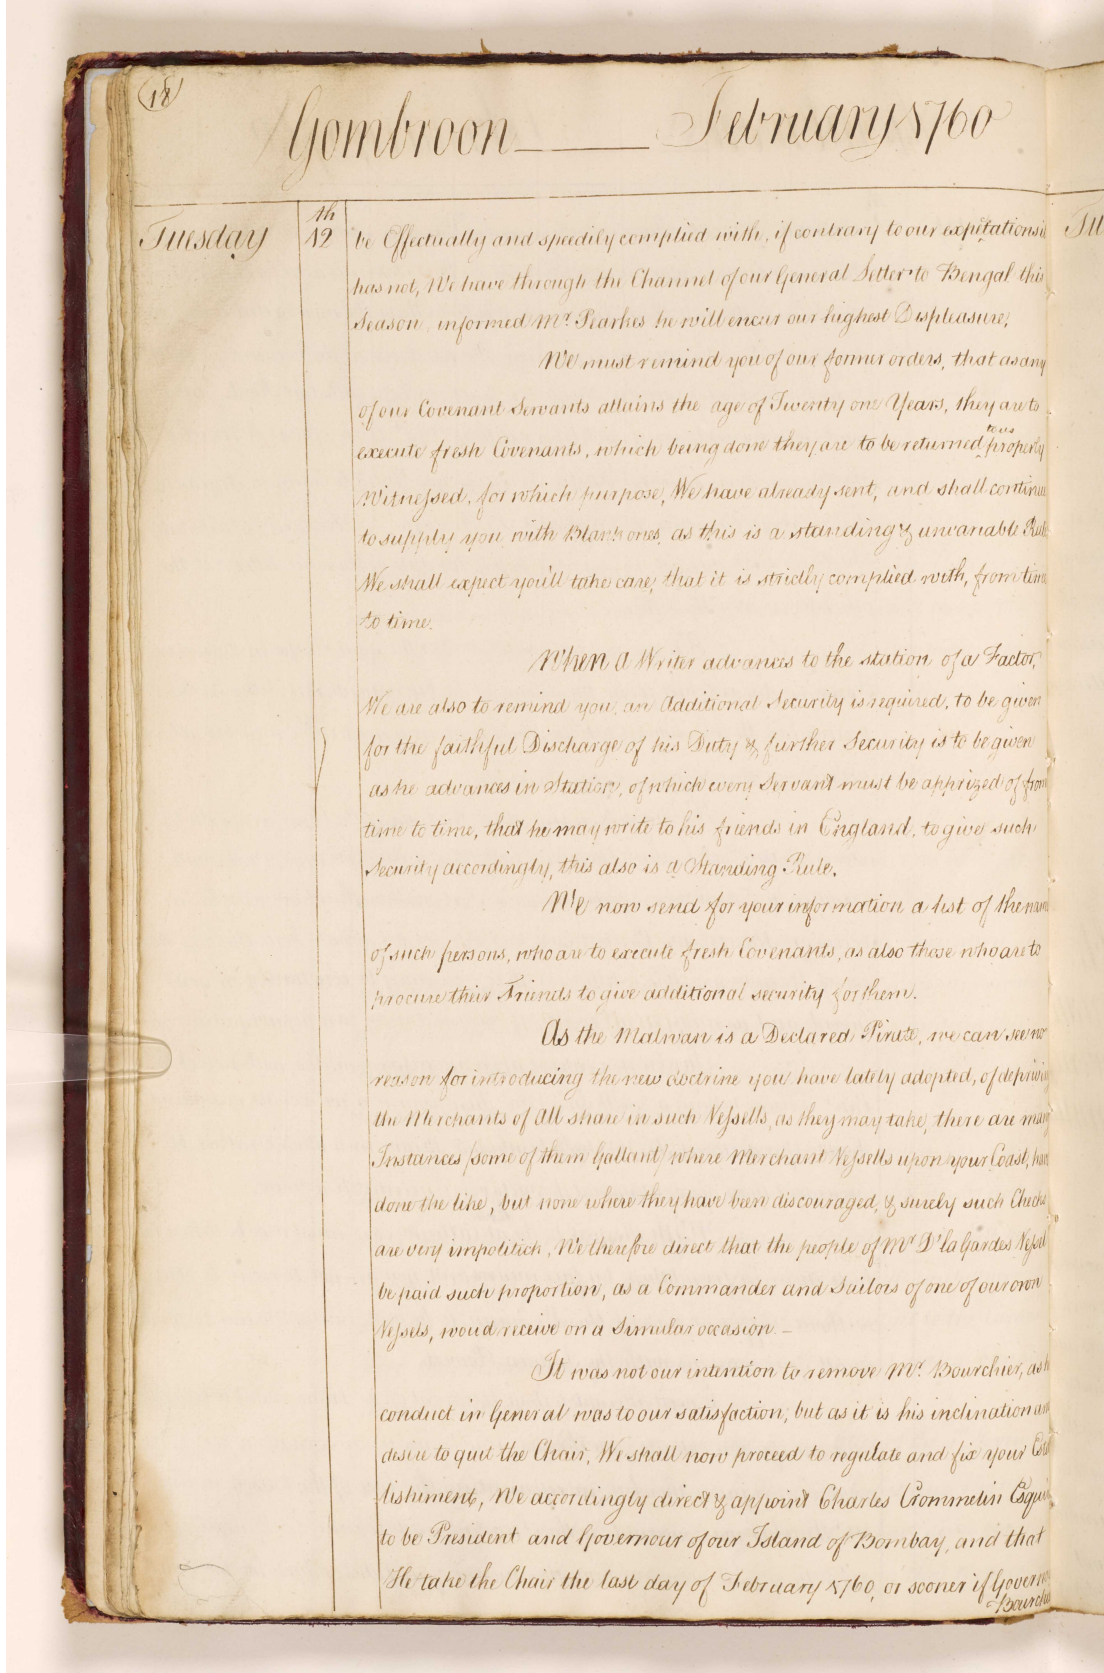 18
Gombroon February 1760
Tuesday
th
12
be Effectually and speedily complied with, if contrary to our expectations it
has not, We have through the Channel of our General Letter to Bengal this
Season informed Mr. Pearkes he will encur our highest Displeasure.
We must remind you of our former orders, that as any
of our Covenant Servants attains the age of Twenty one Years, they are to
execute fresh Covenants, which being done they are to be returned to us properly
Witnessed, for which purpose, We have already sent, and shall continue
to supply you with Blank ones, as this is a standing & unvariable Rule
We shall expect you'll take care, that it is strictly complied with, from time
to time.
When a Writer advances to the station of a Factor,
We are also to remind you, an Additional Security is required, to be given
for the faithful Discharge of his Duty & further Security is to be given
as he advances in Station, of which every Servant must be apprized of from
time to time, that he may write to his friends in England, to give such
Security accordingly, this also is a Standing Rule.
We now send for your information a list of the names
of such persons, who are to execute fresh Covenants, as also those who are to
procure their Friends to give additional security for them.
As the Malwan is a Declared Pirate, we can see no
reason for introducing the new doctrine you have lately adopted, of depriving
the Merchants of all share in such Vessells, as they may take, there are many
Instances (some of them Gallant) where Merchant Vessells upon your Coast, have
done the like, but none where they have been discouraged, & surely such Checks
are very impolitick, We therefore direct that the people of Mr. D'la Gardes Vessel
be paid such proportion, as a Commander and Sailors of one of our own
Vessels, woud receive on a Simular occasion. -
It was not our intention to remove Mr. Bourchier, as h
conduct in General was to our satisfaction, but as it is his inclination and
desire to quit the Chair, We shall now proceed to regulate and fix your Estab
lishiment, We accordingly direct & appoint Charles Crommelin Esquire
to be President and Governour of our Island of Bombay, and that
He take the Chair the last day of February 1760, or sooner if Governour
Bourchier